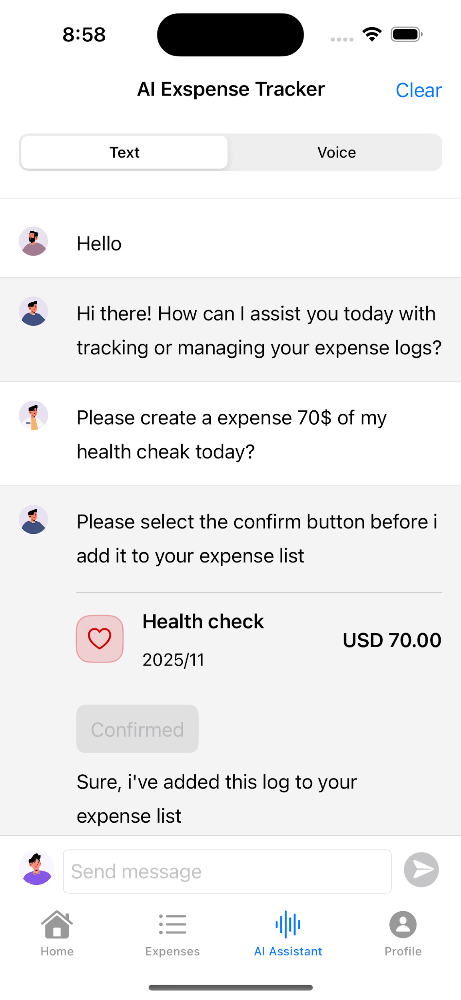 8:58
AI Exspense Tracker
Clear
Text
Voice
Hello
Hi there! How can I assist you today with
tracking or managing your expense logs?
Please create a expense 70$ of my
health cheak today?
Please select the confirm button before i
add it to your expense list
Health check
2025/11
USD 70.00
Confirmed
Sure, i've added this log to your
expense list
Send message
Home
Expenses
AI Assistant
Profile